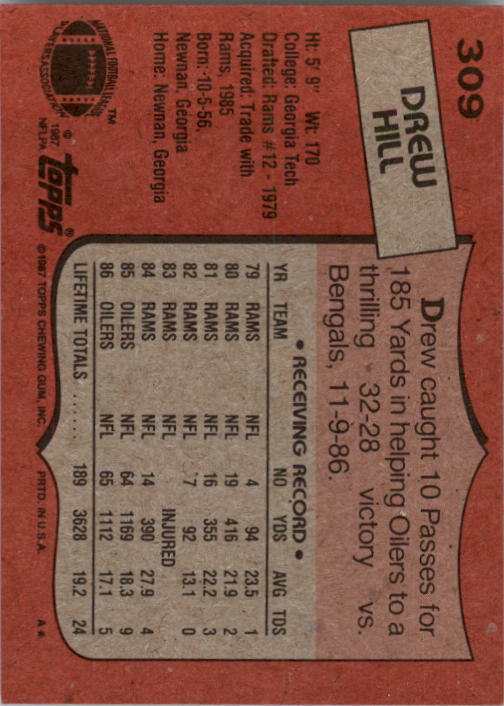 309
DREW
HILL
Ht: 5' 9" Wt: 170
College: Georgia Tech
Drafted: Rams #12 - 1979
Acquired: Trade with
Rams, 1985
Born: 10-5-56,
Newnan, Georgia
Home: Newnan, Georgia
NATIONAL FOOTBALL LEAGUE
PLAYERS ASSOCIATION
™
© 1987
NFLPA
topps®
Drew caught 10 Passes for
185 Yards in helping Oilers to a
thrilling 32-28 victory vs.
Bengals, 11-9-86.
• RECEIVING RECORD •
YR TEAM NO YDS AVG TDS
79 RAMS NFL 4 94 23.5 1
80 RAMS NFL 19 416 21.9 2
81 RAMS NFL 16 355 22.2 3
82 RAMS NFL 7 92 13.1 0
83 RAMS NFL INJURED
84 RAMS NFL 14 390 27.9 4
85 OILERS NFL 64 1169 18.3 9
86 OILERS NFL 65 1112 17.1 5
LIFETIME TOTALS ...... 189 3628 19.2 24
©1987 TOPPS CHEWING GUM, INC. PRTD. IN U.S.A. A*